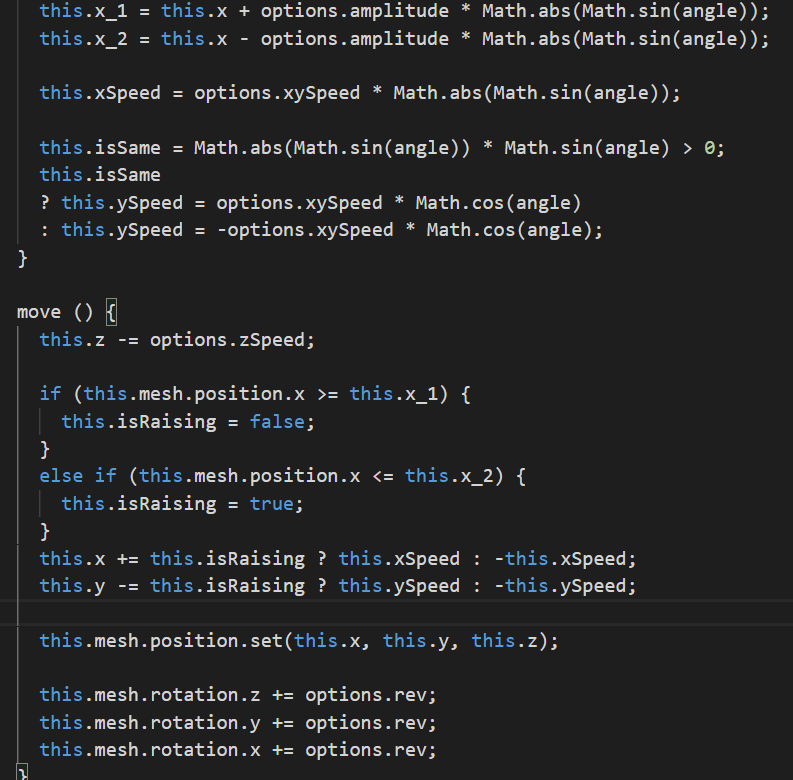 this.x_1 = this.x + options.amplitude * Math.abs(Math.sin(angle));
this.x_2 = this.x - options.amplitude * Math.abs(Math.sin(angle));
this.xSpeed = options.xySpeed * Math.abs(Math.sin(angle));
this.isSame = Math.abs(Math.sin(angle)) * Math.sin(angle) > 0;
this.isSame
? this.ySpeed = options.xySpeed * Math.cos(angle)
: this.ySpeed = -options.xySpeed * Math.cos(angle);
}
move () {
this.z -= options.zSpeed;
if (this.mesh.position.x >= this.x_1) {
this.isRaising = false;
}
else if (this.mesh.position.x <= this.x_2) {
this.isRaising = true;
}
this.x += this.isRaising ? this.xSpeed : -this.xSpeed;
this.y -= this.isRaising ? this.ySpeed : -this.ySpeed;
this.mesh.position.set(this.x, this.y, this.z);
this.mesh.rotation.z += options.rev;
this.mesh.rotation.y += options.rev;
this.mesh.rotation.x += options.rev;
}